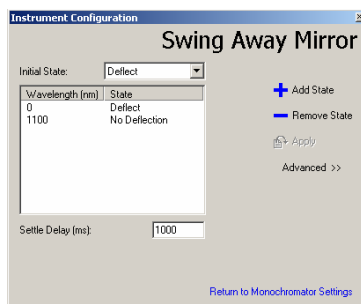 Instrument Configuration
Swing Away Mirror
Initial State: Deflect
Wavelength (nm) State
0 Deflect
1100 No Deflection
Add State
Remove State
Apply
Advanced >>
Settle Delay (ms): 1000
Return to Monochromator Settings